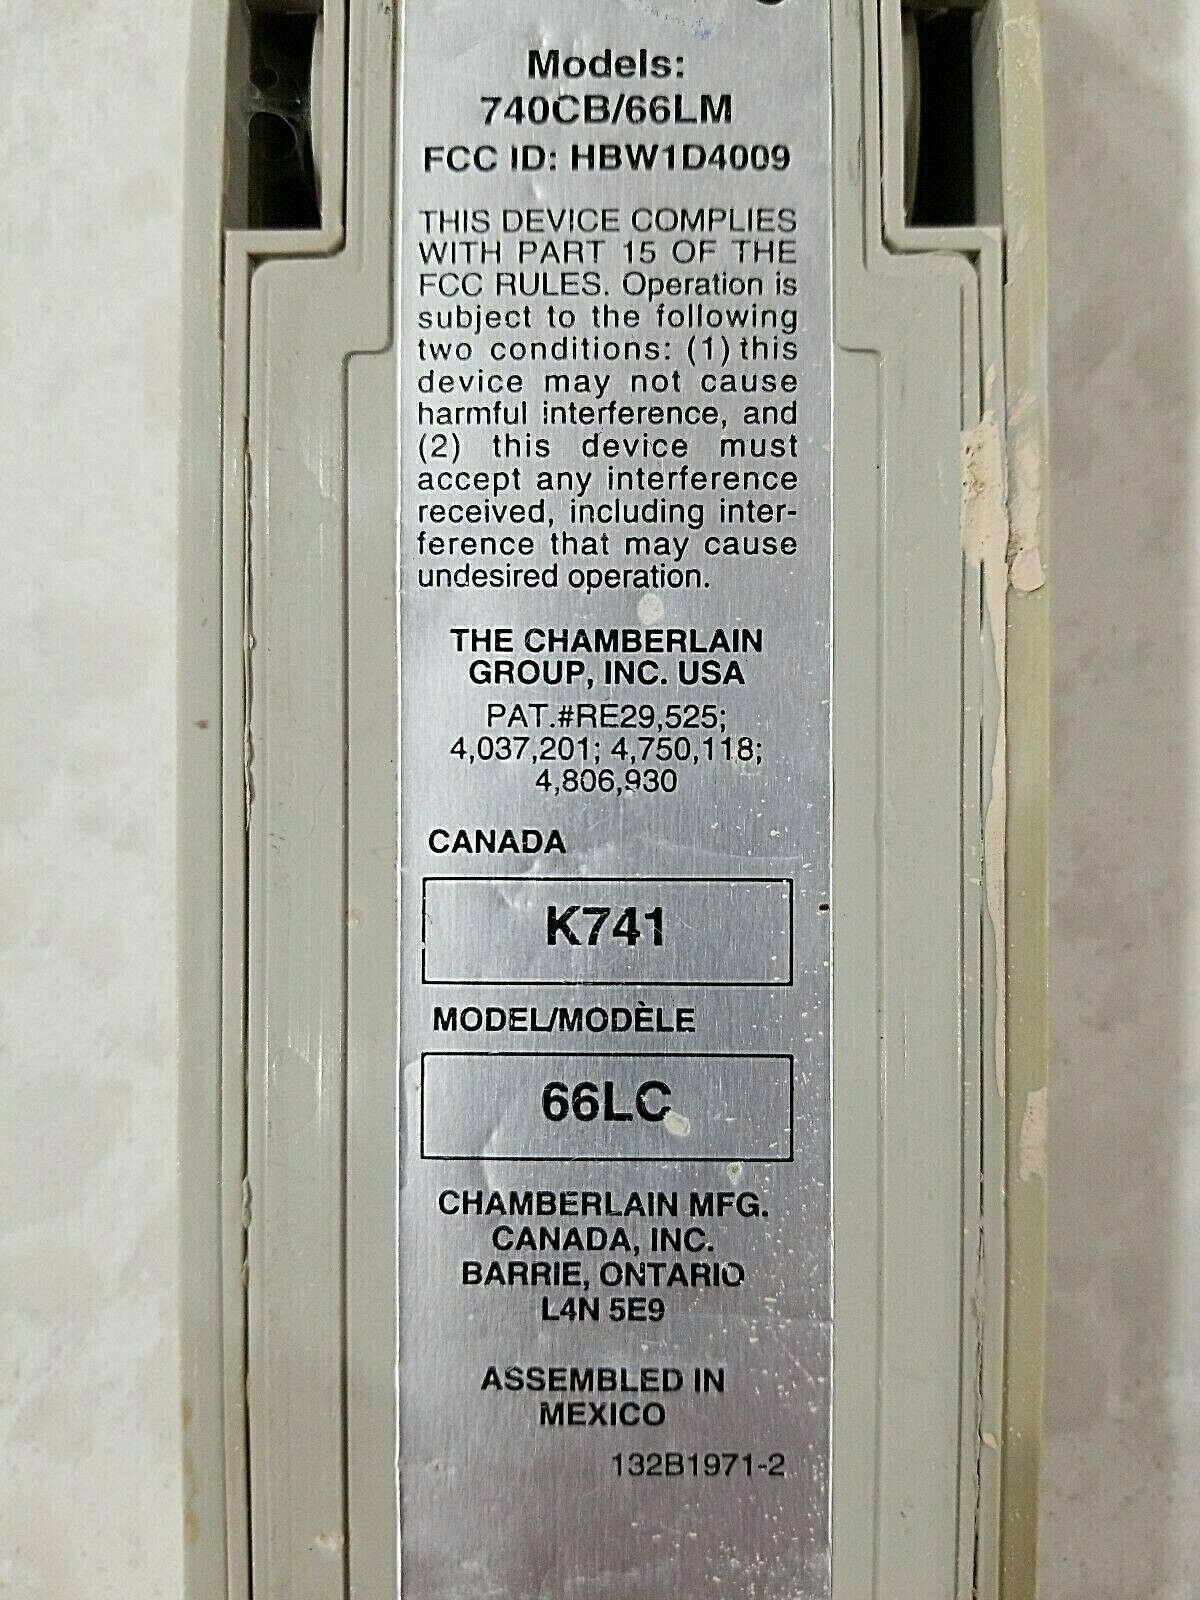 Models:
740CB/66LM
FCC ID: HBW1D4009
THIS DEVICE COMPLIES
WITH PART 15 OF THE
FCC RULES. Operation is
subject to the following
two conditions: (1) this
device may not cause
harmful interference, and
(2) this device must
accept any interference
received, including inter-
ference that may cause
undesired operation.
THE CHAMBERLAIN
GROUP, INC. USA
PAT.#RE29,525;
4,037,201; 4,750,118;
4,806,930
CANADA
K741
MODEL/MODÈLE
66LC
CHAMBERLAIN MFG.
CANADA, INC.
BARRIE, ONTARIO
L4N 5E9
ASSEMBLED IN
MEXICO
132B1971-2